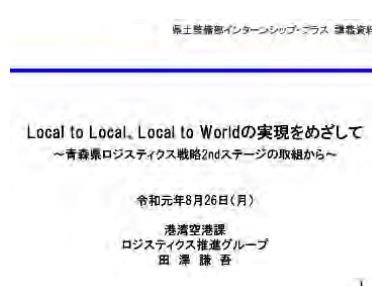 県土整備部インターンシップ・プラス 講義資料
Local to Local、Local to Worldの実現をめざして
～青森県ロジスティクス戦略2ndステージの取組から～
令和元年8月26日(月)
港湾空港課
ロジスティクス推進グループ
田 澤 謙 吾
1